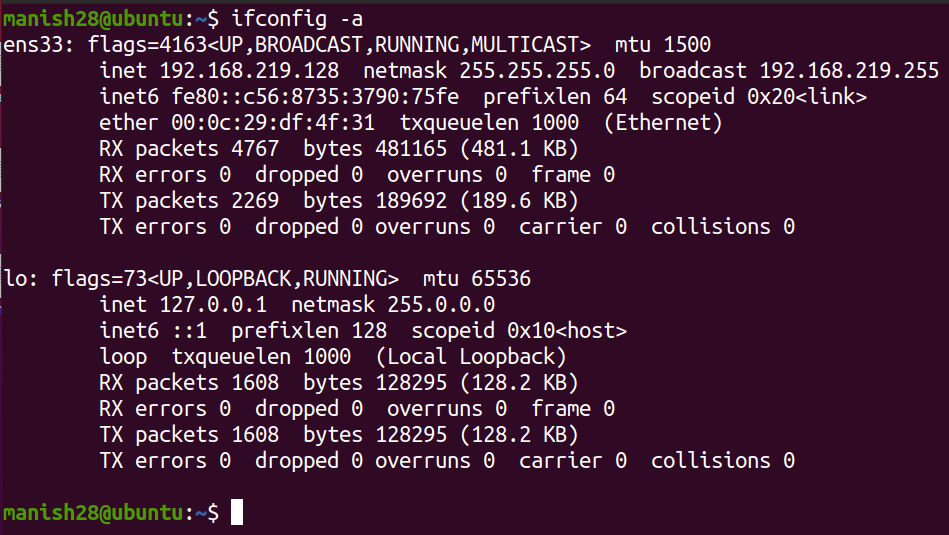 manish28@ubuntu:~$ ifconfig -a
ens33: flags=4163<UP,BROADCAST,RUNNING,MULTICAST>  mtu 1500
        inet 192.168.219.128  netmask 255.255.255.0  broadcast 192.168.219.255
        inet6 fe80::c56:8735:3790:75fe  prefixlen 64  scopeid 0x20<link>
        ether 00:0c:29:df:4f:31  txqueuelen 1000  (Ethernet)
        RX packets 4767  bytes 481165 (481.1 KB)
        RX errors 0  dropped 0  overruns 0  frame 0
        TX packets 2269  bytes 189692 (189.6 KB)
        TX errors 0  dropped 0 overruns 0  carrier 0  collisions 0

lo: flags=73<UP,LOOPBACK,RUNNING>  mtu 65536
        inet 127.0.0.1  netmask 255.0.0.0
        inet6 ::1  prefixlen 128  scopeid 0x10<host>
        loop  txqueuelen 1000  (Local Loopback)
        RX packets 1608  bytes 128295 (128.2 KB)
        RX errors 0  dropped 0  overruns 0  frame 0
        TX packets 1608  bytes 128295 (128.2 KB)
        TX errors 0  dropped 0 overruns 0  carrier 0  collisions 0

manish28@ubuntu:~$